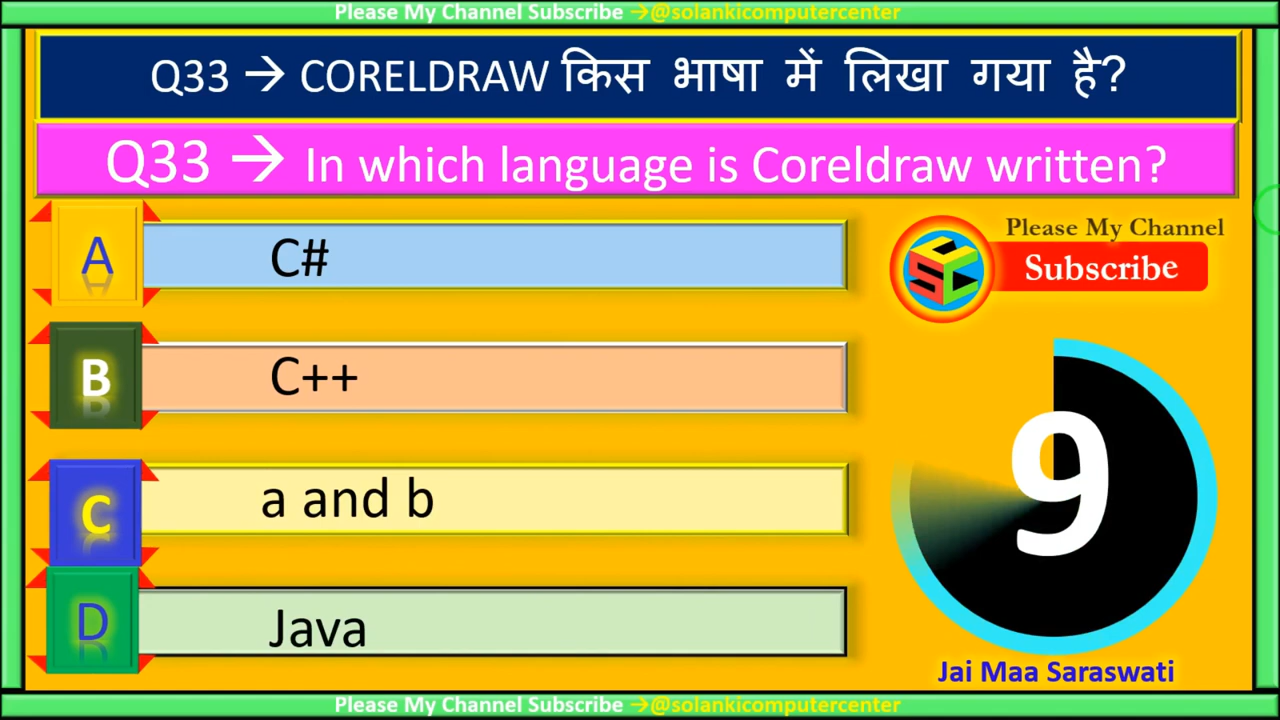 Please My Channel Subscribe →@solankicomputercenter
Q33 → CORELDRAW किस भाषा में लिखा गया है?
Q33 → In which language is Coreldraw written?
A C#
B C++
C a and b
D Java
Please My Channel
Subscribe
CSC
9
Jai Maa Saraswati
Please My Channel Subscribe →@solankicomputercenter